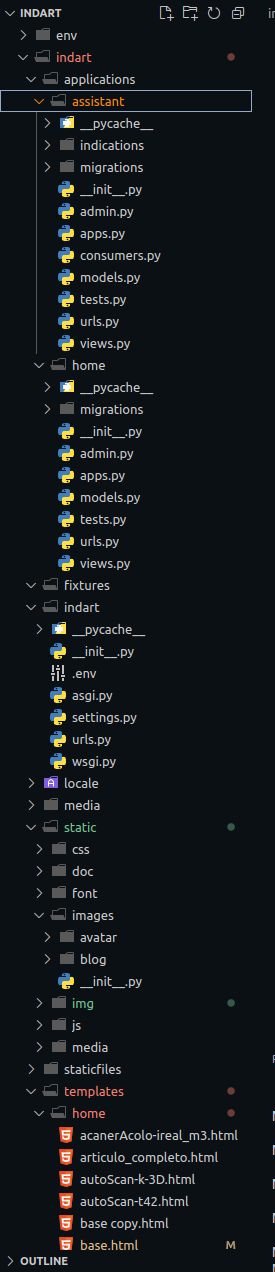 INDART
env
indart
applications
assistant
__pycache__
indications
migrations
__init__.py
admin.py
apps.py
consumers.py
models.py
tests.py
urls.py
views.py
home
__pycache__
migrations
__init__.py
admin.py
apps.py
models.py
tests.py
urls.py
views.py
fixtures
indart
__pycache__
__init__.py
.env
asgi.py
settings.py
urls.py
wsgi.py
locale
media
static
css
doc
font
images
avatar
blog
__init__.py
img
js
media
staticfiles
templates
home
acanerAcolo-ireal_m3.html
articulo_completo.html
autoScan-k-3D.html
autoScan-t42.html
base copy.html
base.html M
OUTLINE